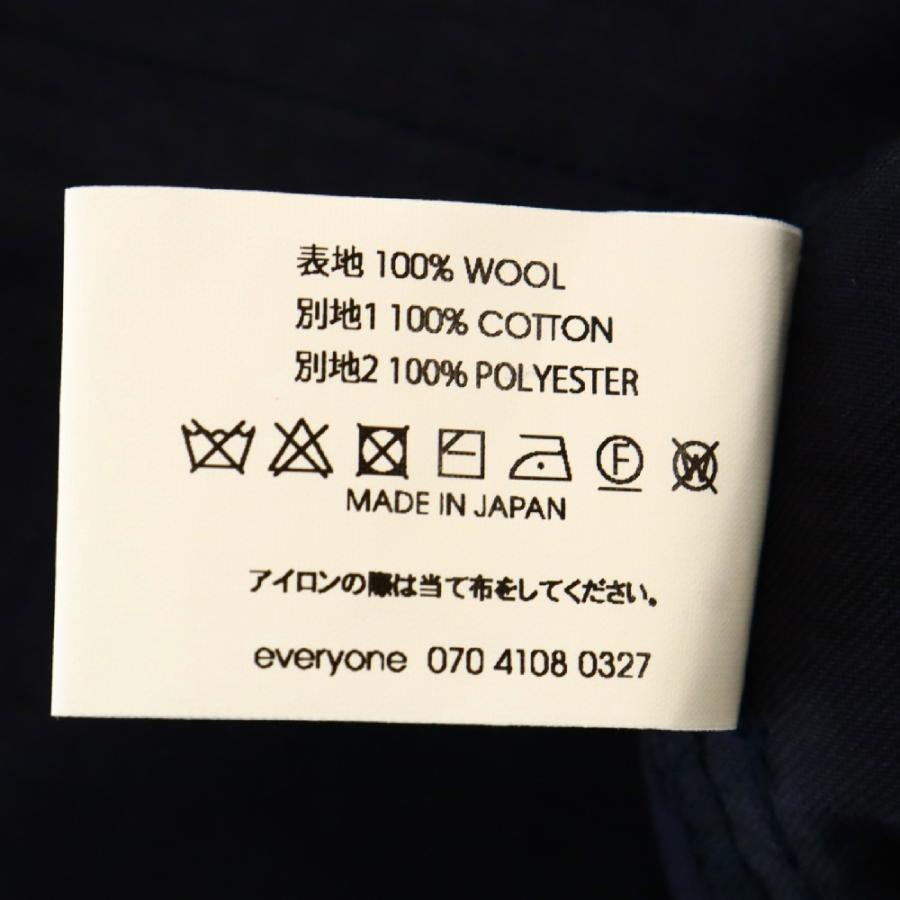 表地 100% WOOL
別地1 100% COTTON
別地2 100% POLYESTER
F W
MADE IN JAPAN
アイロンの際は当て布をしてください。
everyone 070 4108 0327